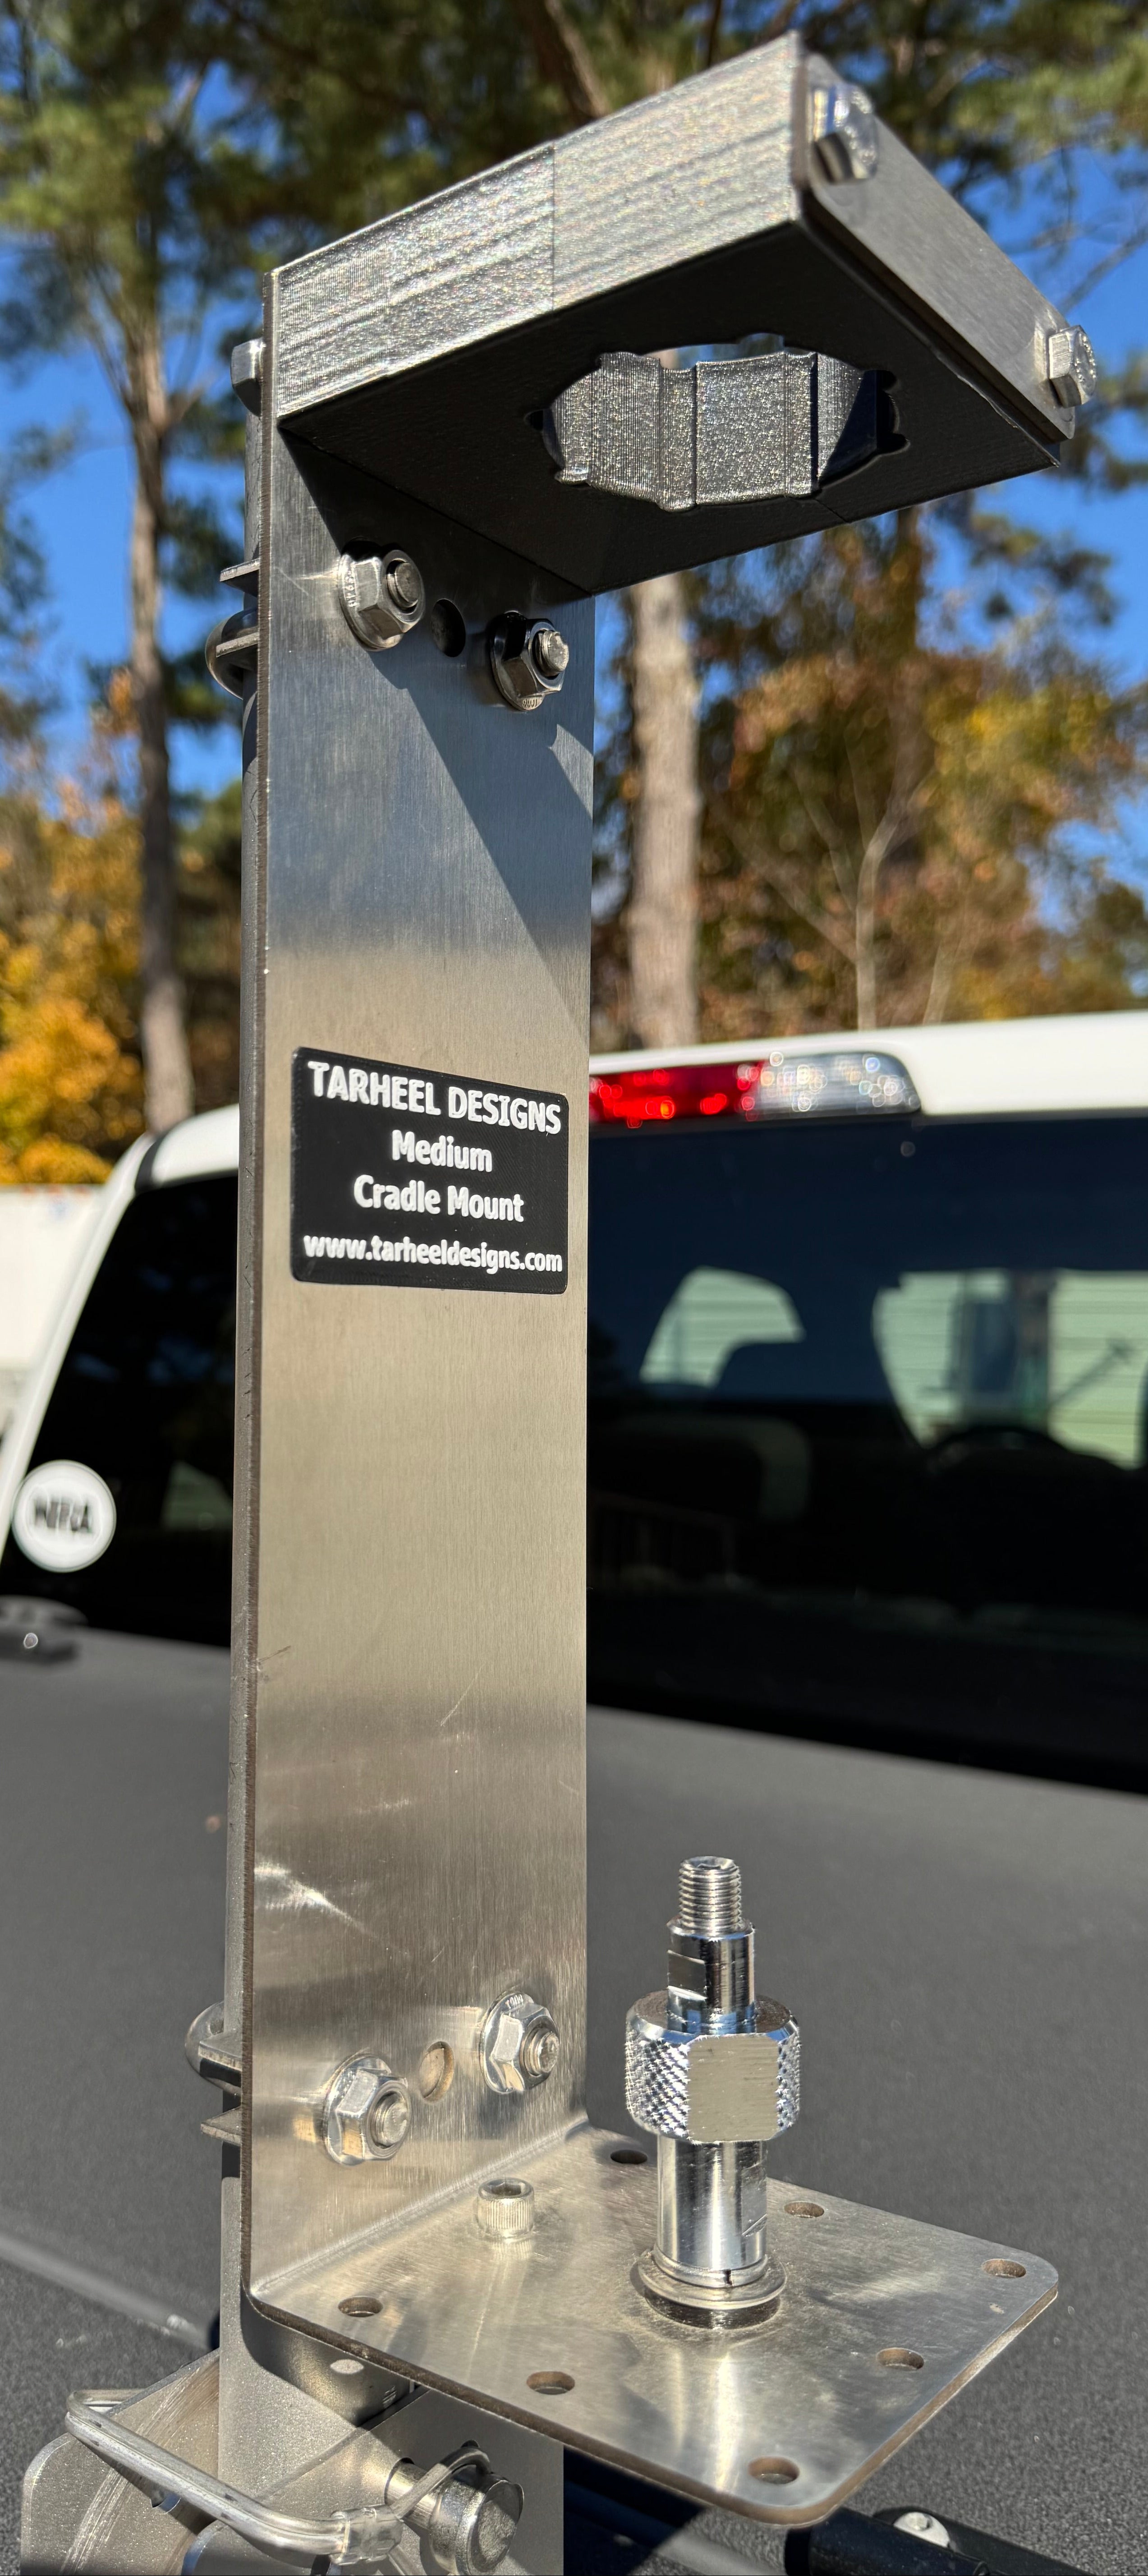 TARHEEL DESIGNS
Medium
Cradle Mount
www.tarheeldesigns.com